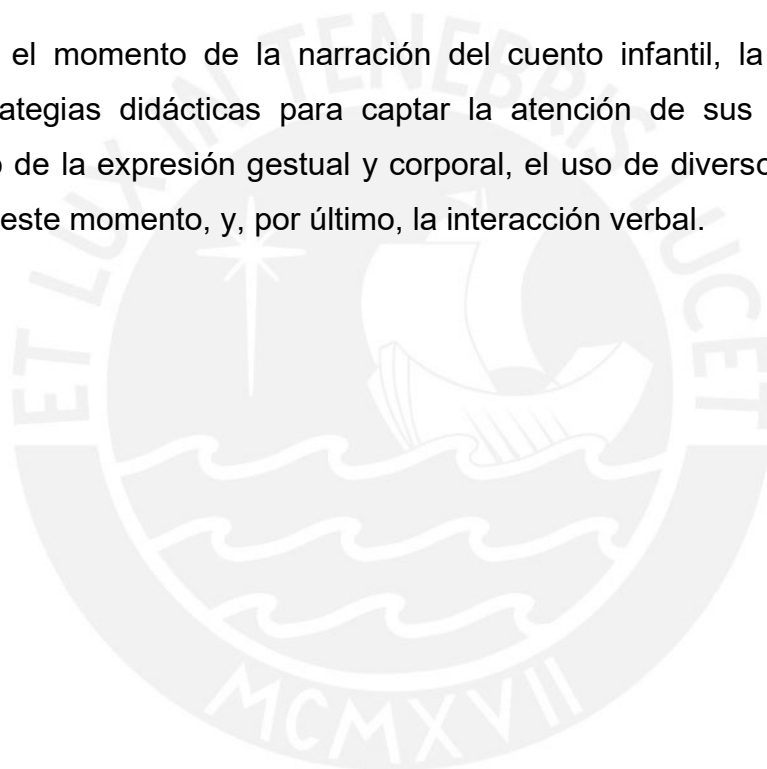 el momento de la narración del cuento infantil, la
rategias didácticas para captar la atención de sus
o de la expresión gestual y corporal, el uso de diverso
este momento, y, por último, la interacción verbal.
ET LUX IN TENEBRIS LUCET
MCMXVII